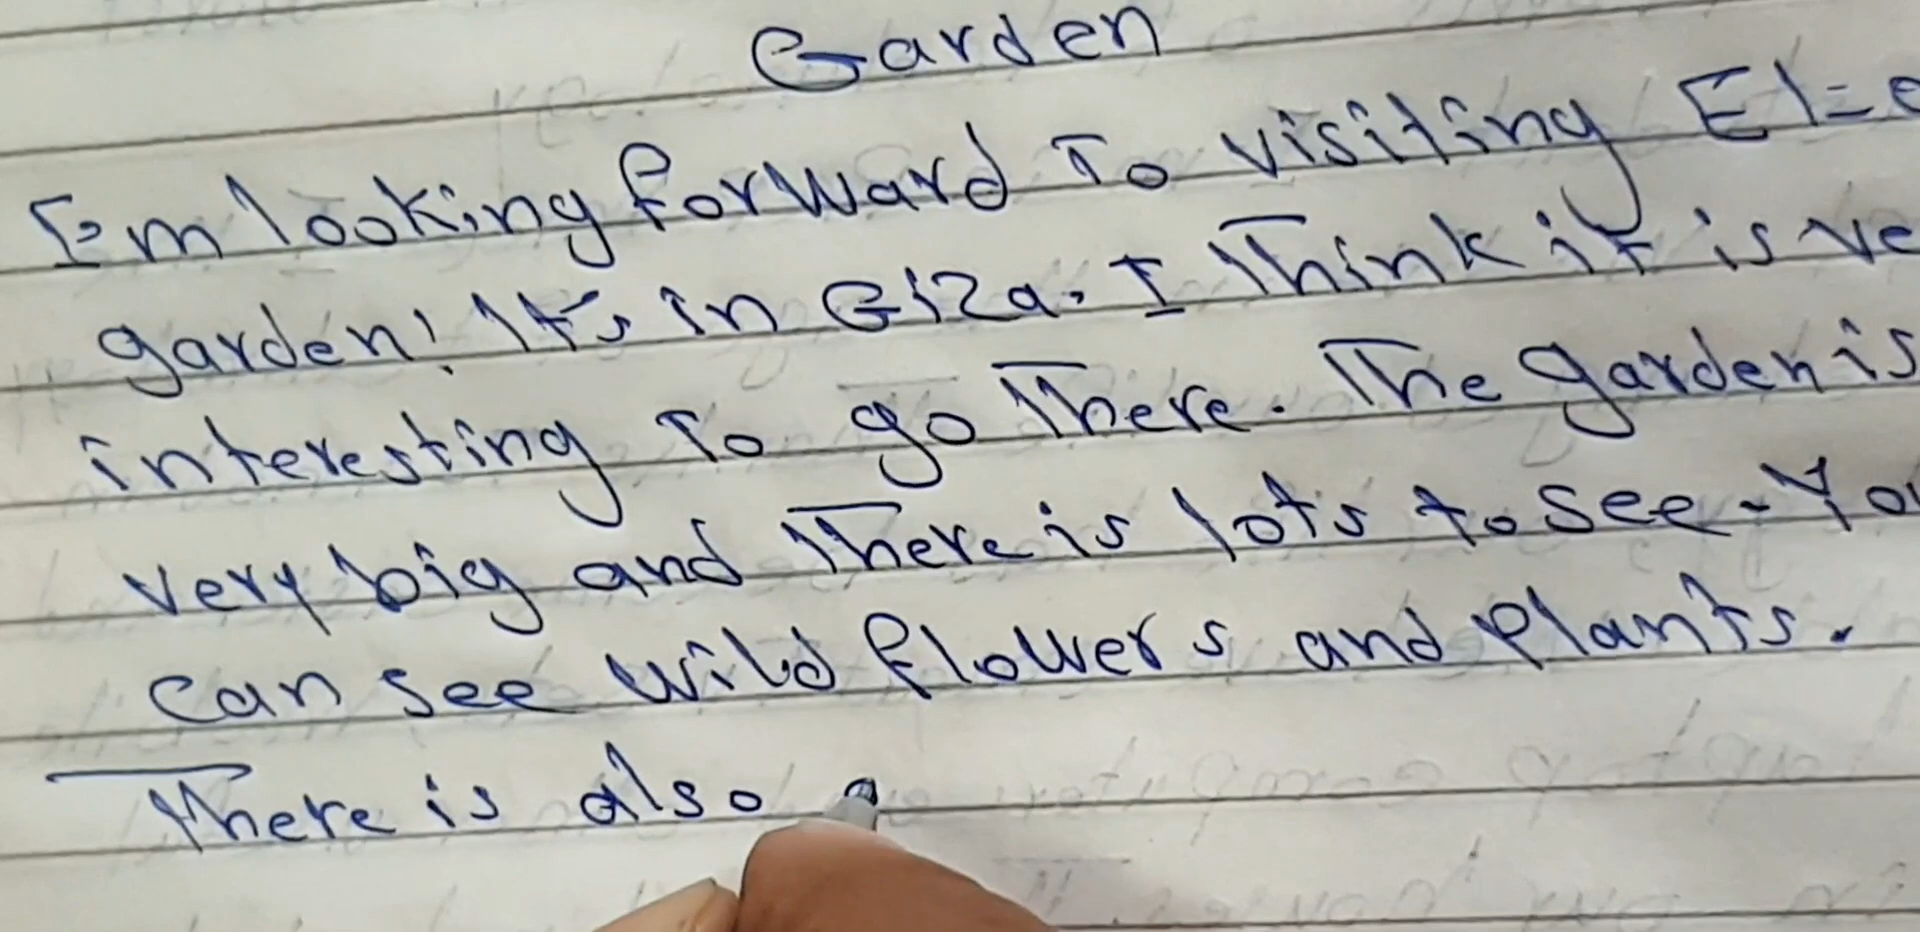 Garden
I'm looking forward To visiting El-
garden! It's in Giza. I Think it is ve
interesting To go There. The garden is
very big and There is lots to see. You
can see wild flowers and Plants.
There is also a